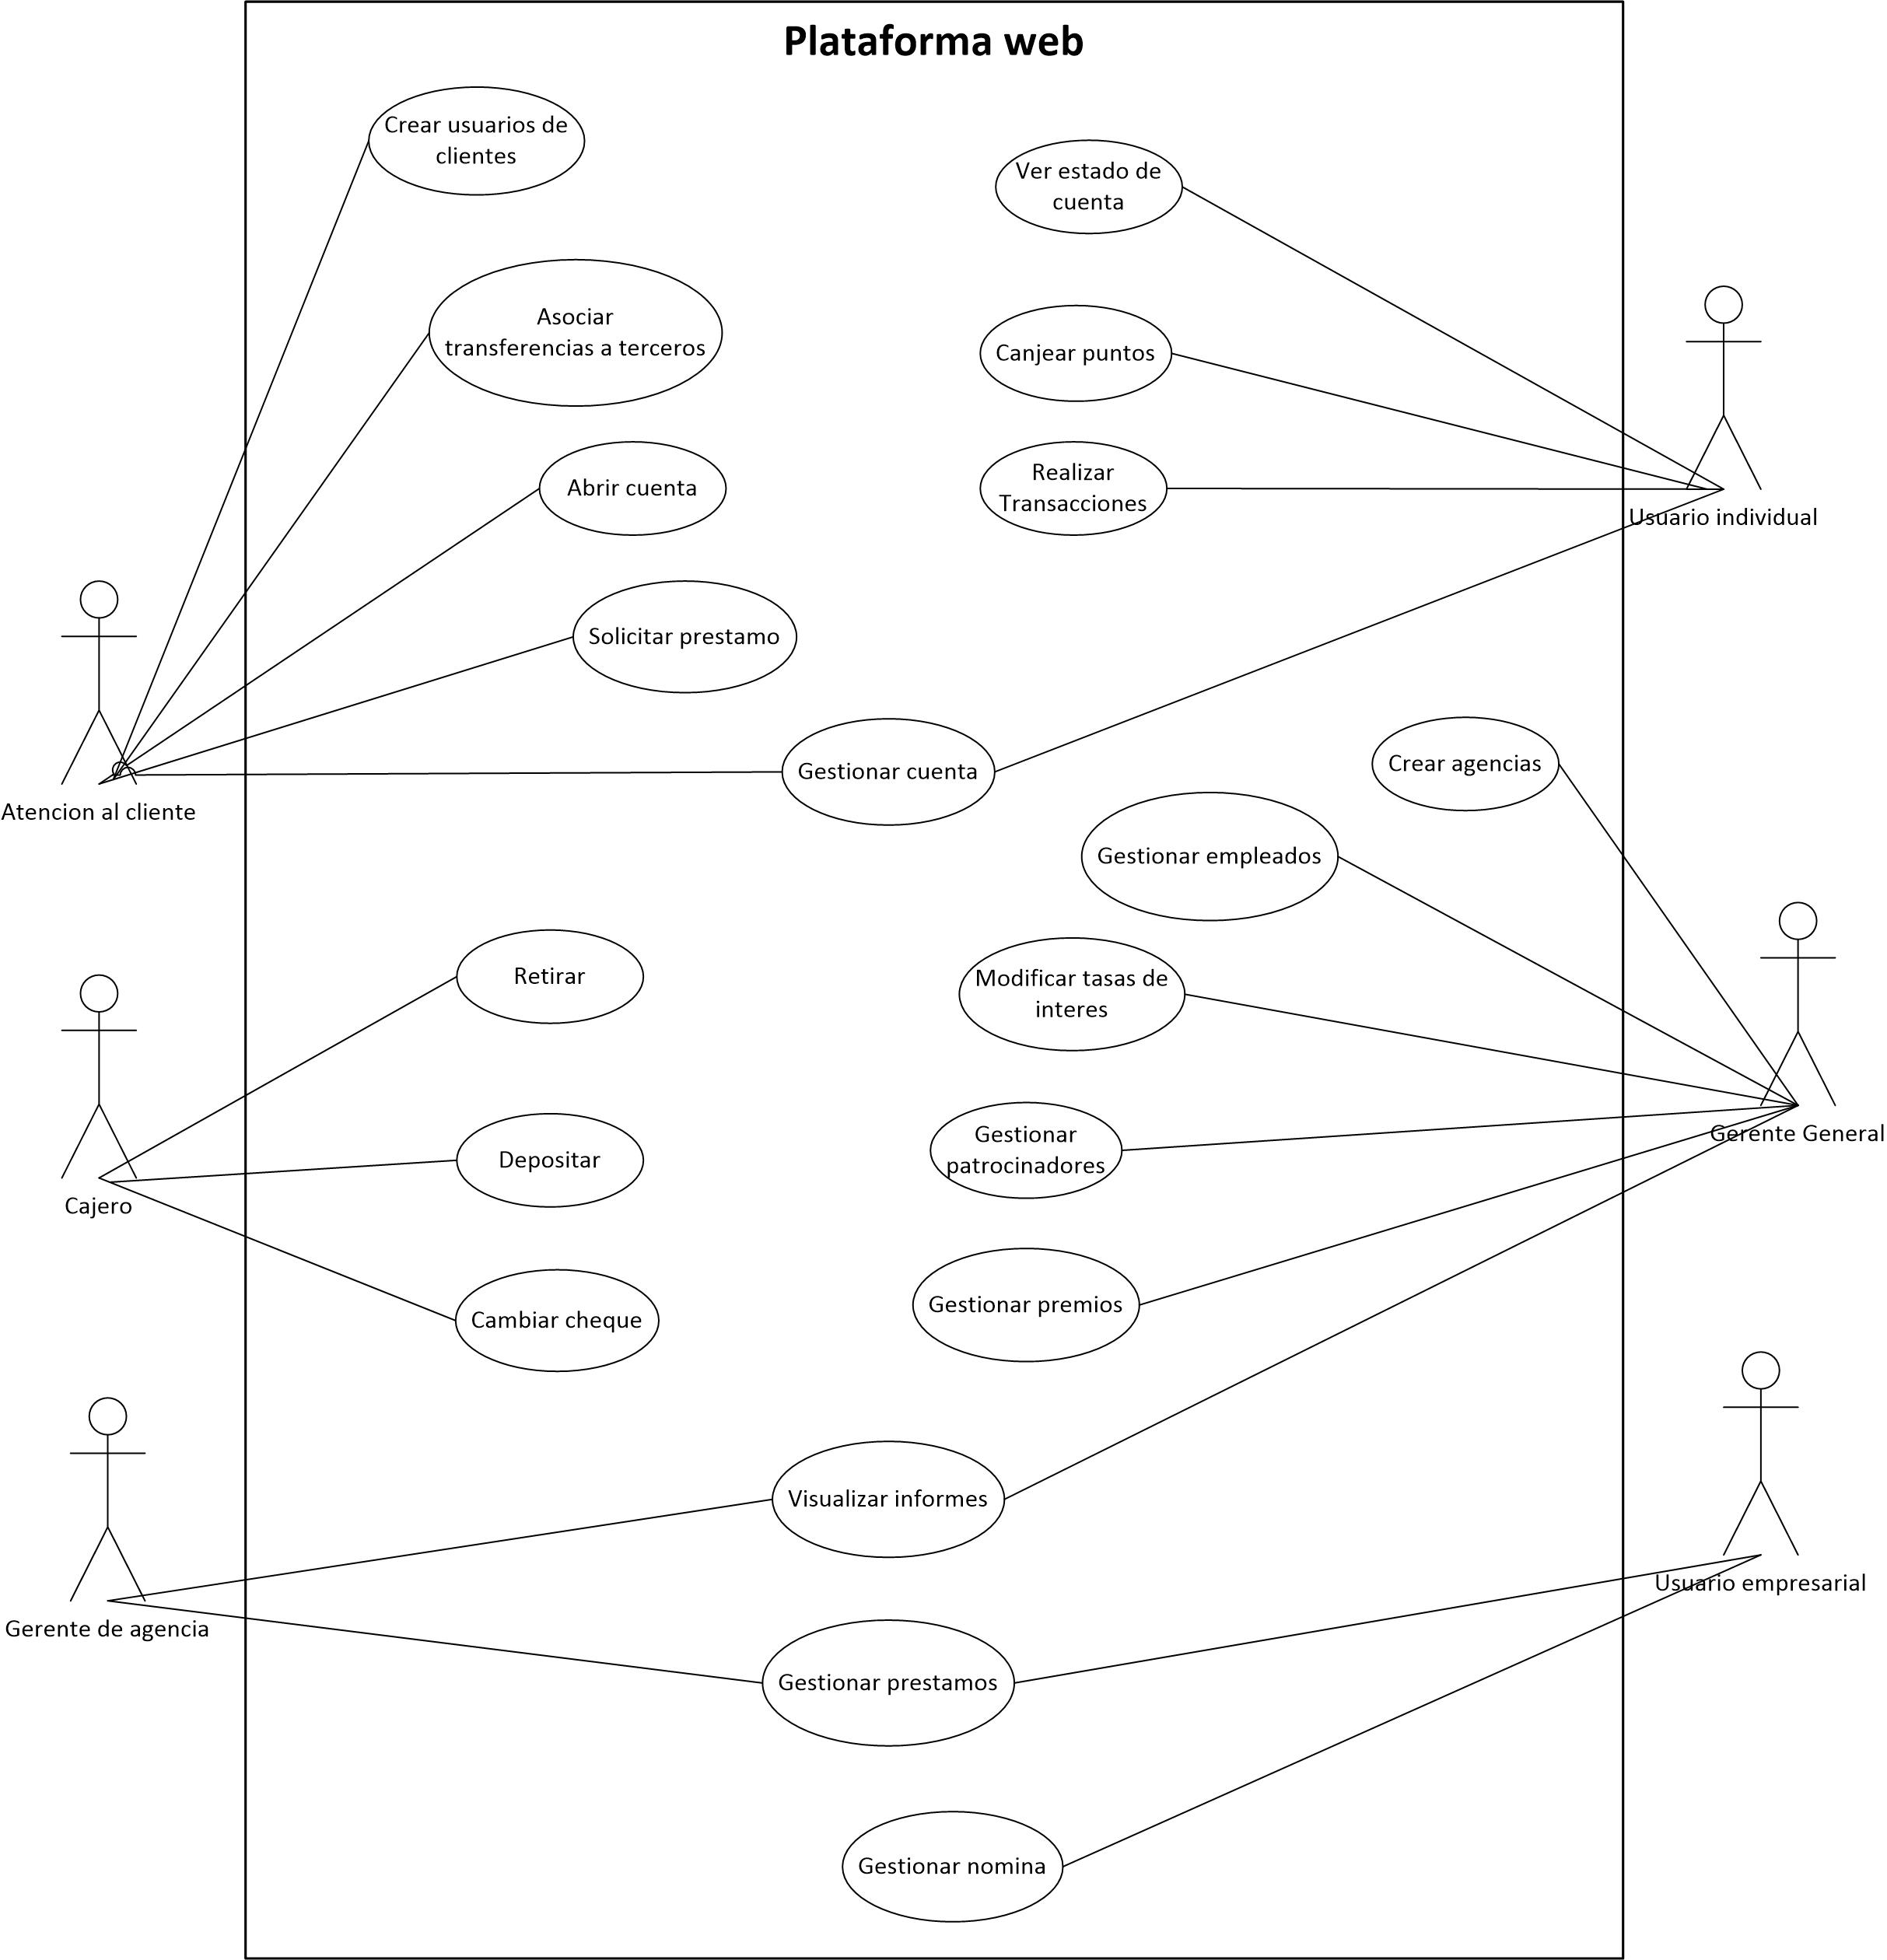 Plataforma web
Crear usuarios de
clientes
Ver estado de
cuenta
Asociar
transferencias a terceros
Canjear puntos
Abrir cuenta
Realizar
Transacciones
Usuario individual
Solicitar prestamo
Gestionar cuenta
Crear agencias
Atencion al cliente
Gestionar empleados
Retirar
Modificar tasas de
interes
Gestionar
patrocinadores
Gerente General
Depositar
Cajero
Gestionar premios
Cambiar cheque
Visualizar informes
Usuario empresarial
Gerente de agencia
Gestionar prestamos
Gestionar nomina